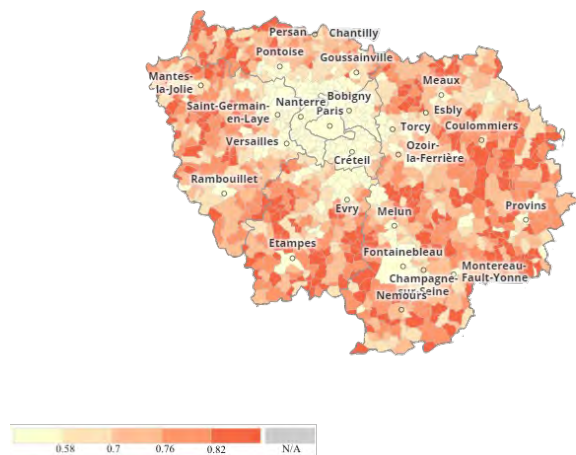 Persan
Chantilly
Pontoise
Goussainville
Mantes-
la-Jolie
Meaux
Saint-Germain-
en-Laye
Nanterre
Bobigny
Paris
Esbly
Torcy
Coulommiers
Versailles
Créteil
Ozoir-
la-Ferrière
Rambouillet
Evry
Melun
Provins
Etampes
Fontainebleau
Champagne-
sur-Seine
Montereau-
Fault-Yonne
Nemours
0.58
0.7
0.76
0.82
N/A